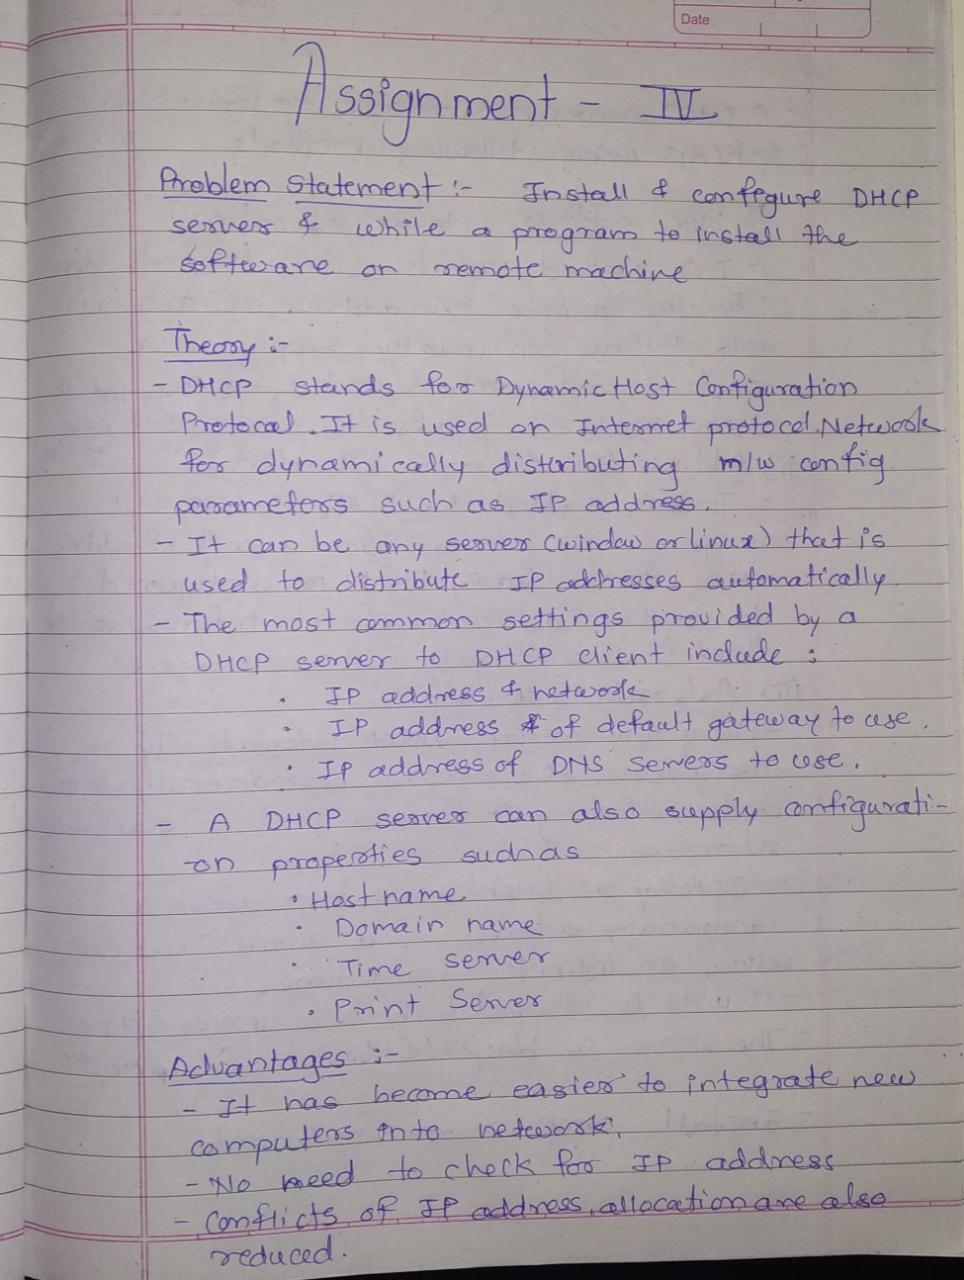 Date
Assignment - IV
Problem Statement :- Install & configure DHCP
server & while a program to install the
software on remote machine
Theory :-
- DHCP stands for Dynamic Host Configuration
Protocal. It is used on Internet protocol. Network
for dynamically distributing n/w config
parameters such as IP address.
- It can be any server (window or linux) that is
used to distribute IP addresses automatically.
- The most common settings provided by a
DHCP server to DHCP client include :
• IP address & network
• IP address of default gateway to use.
• IP address of DNS servers to use.
- A DHCP server can also supply configurati-
on properties such as
• Host name
• Domain name
• Time server
• Print Server
Advantages :-
- It has become easier to integrate new
computers into network.
- No need to check for IP address
- Conflicts of IP address allocation are also
reduced.